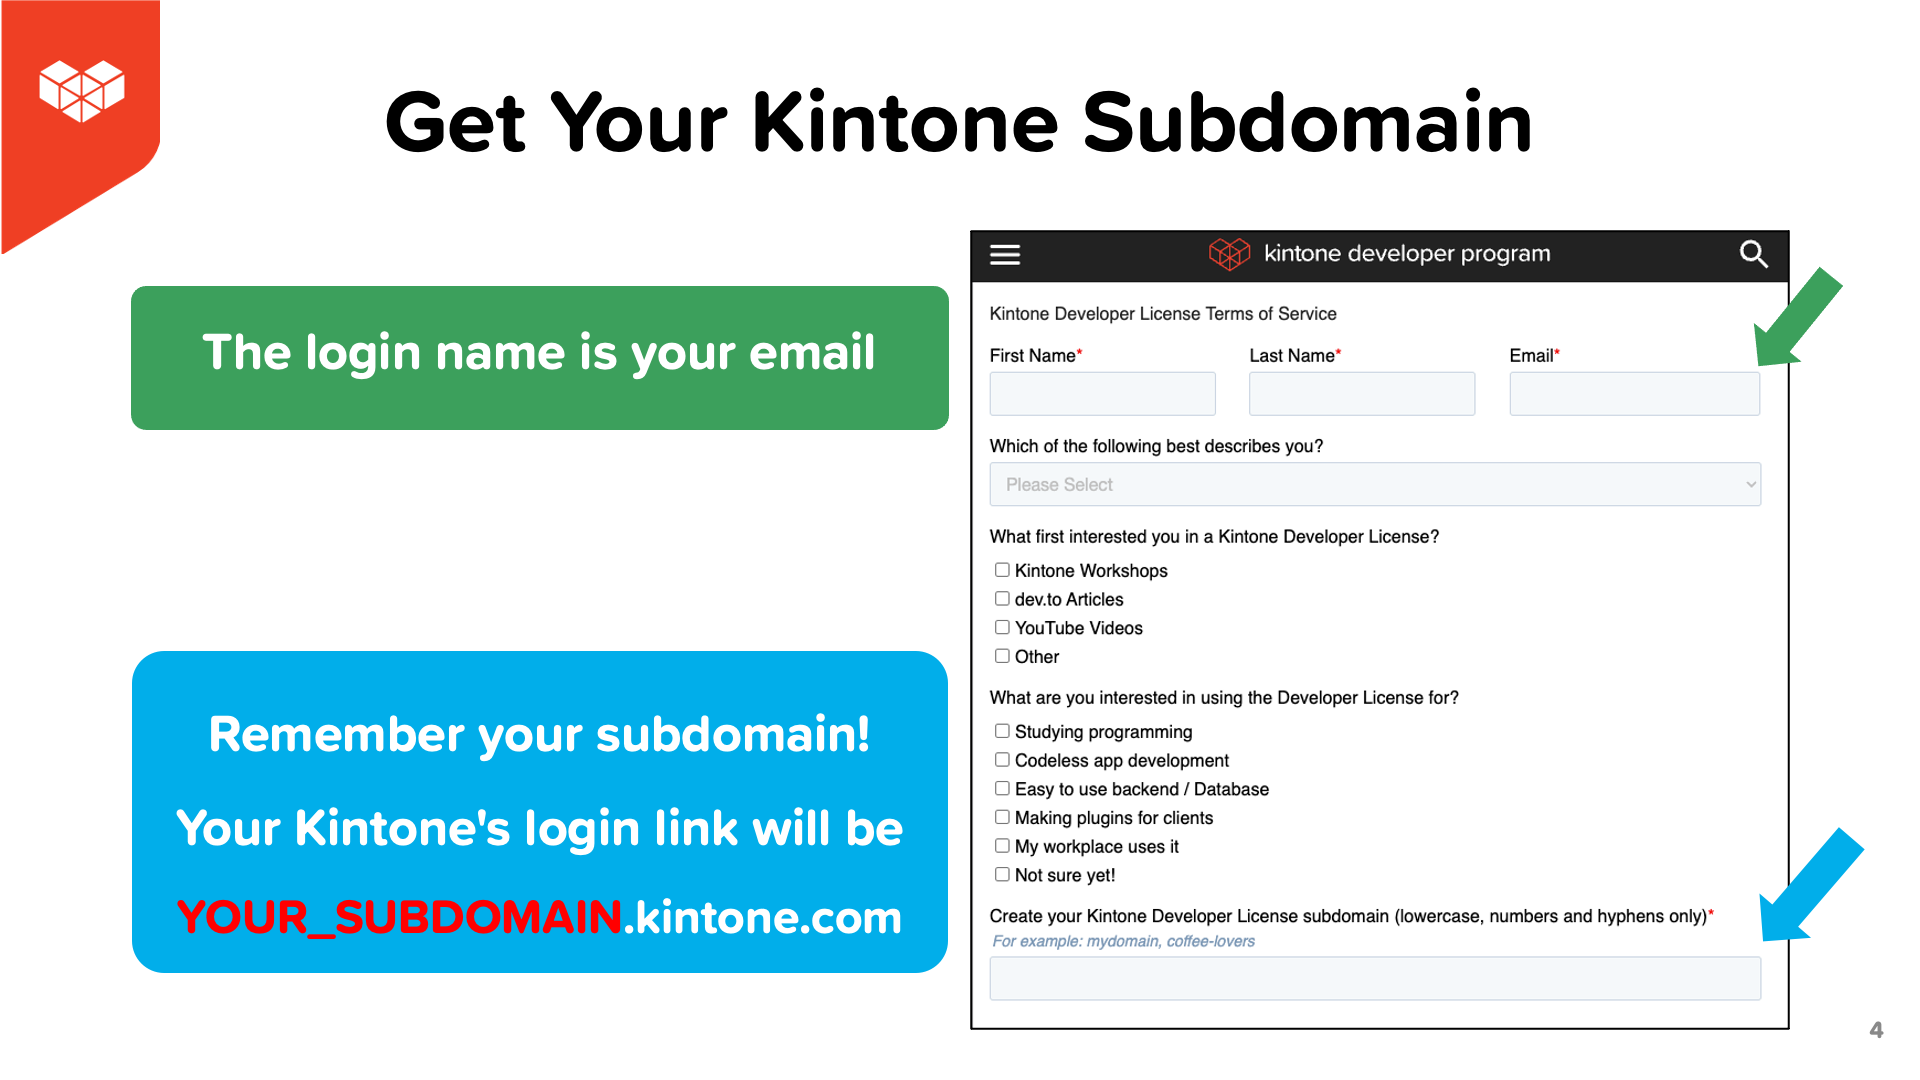 Get Your Kintone Subdomain
The login name is your email
Remember your subdomain!
Your Kintone's login link will be
YOUR_SUBDOMAIN.kintone.com
kintone developer program
Kintone Developer License Terms of Service
First Name* Last Name* Email*
Which of the following best describes you?
Please Select
What first interested you in a Kintone Developer License?
Kintone Workshops
dev.to Articles
YouTube Videos
Other
What are you interested in using the Developer License for?
Studying programming
Codeless app development
Easy to use backend / Database
Making plugins for clients
My workplace uses it
Not sure yet!
Create your Kintone Developer License subdomain (lowercase, numbers and hyphens only)*
For example: mydomain, coffee-lovers
4